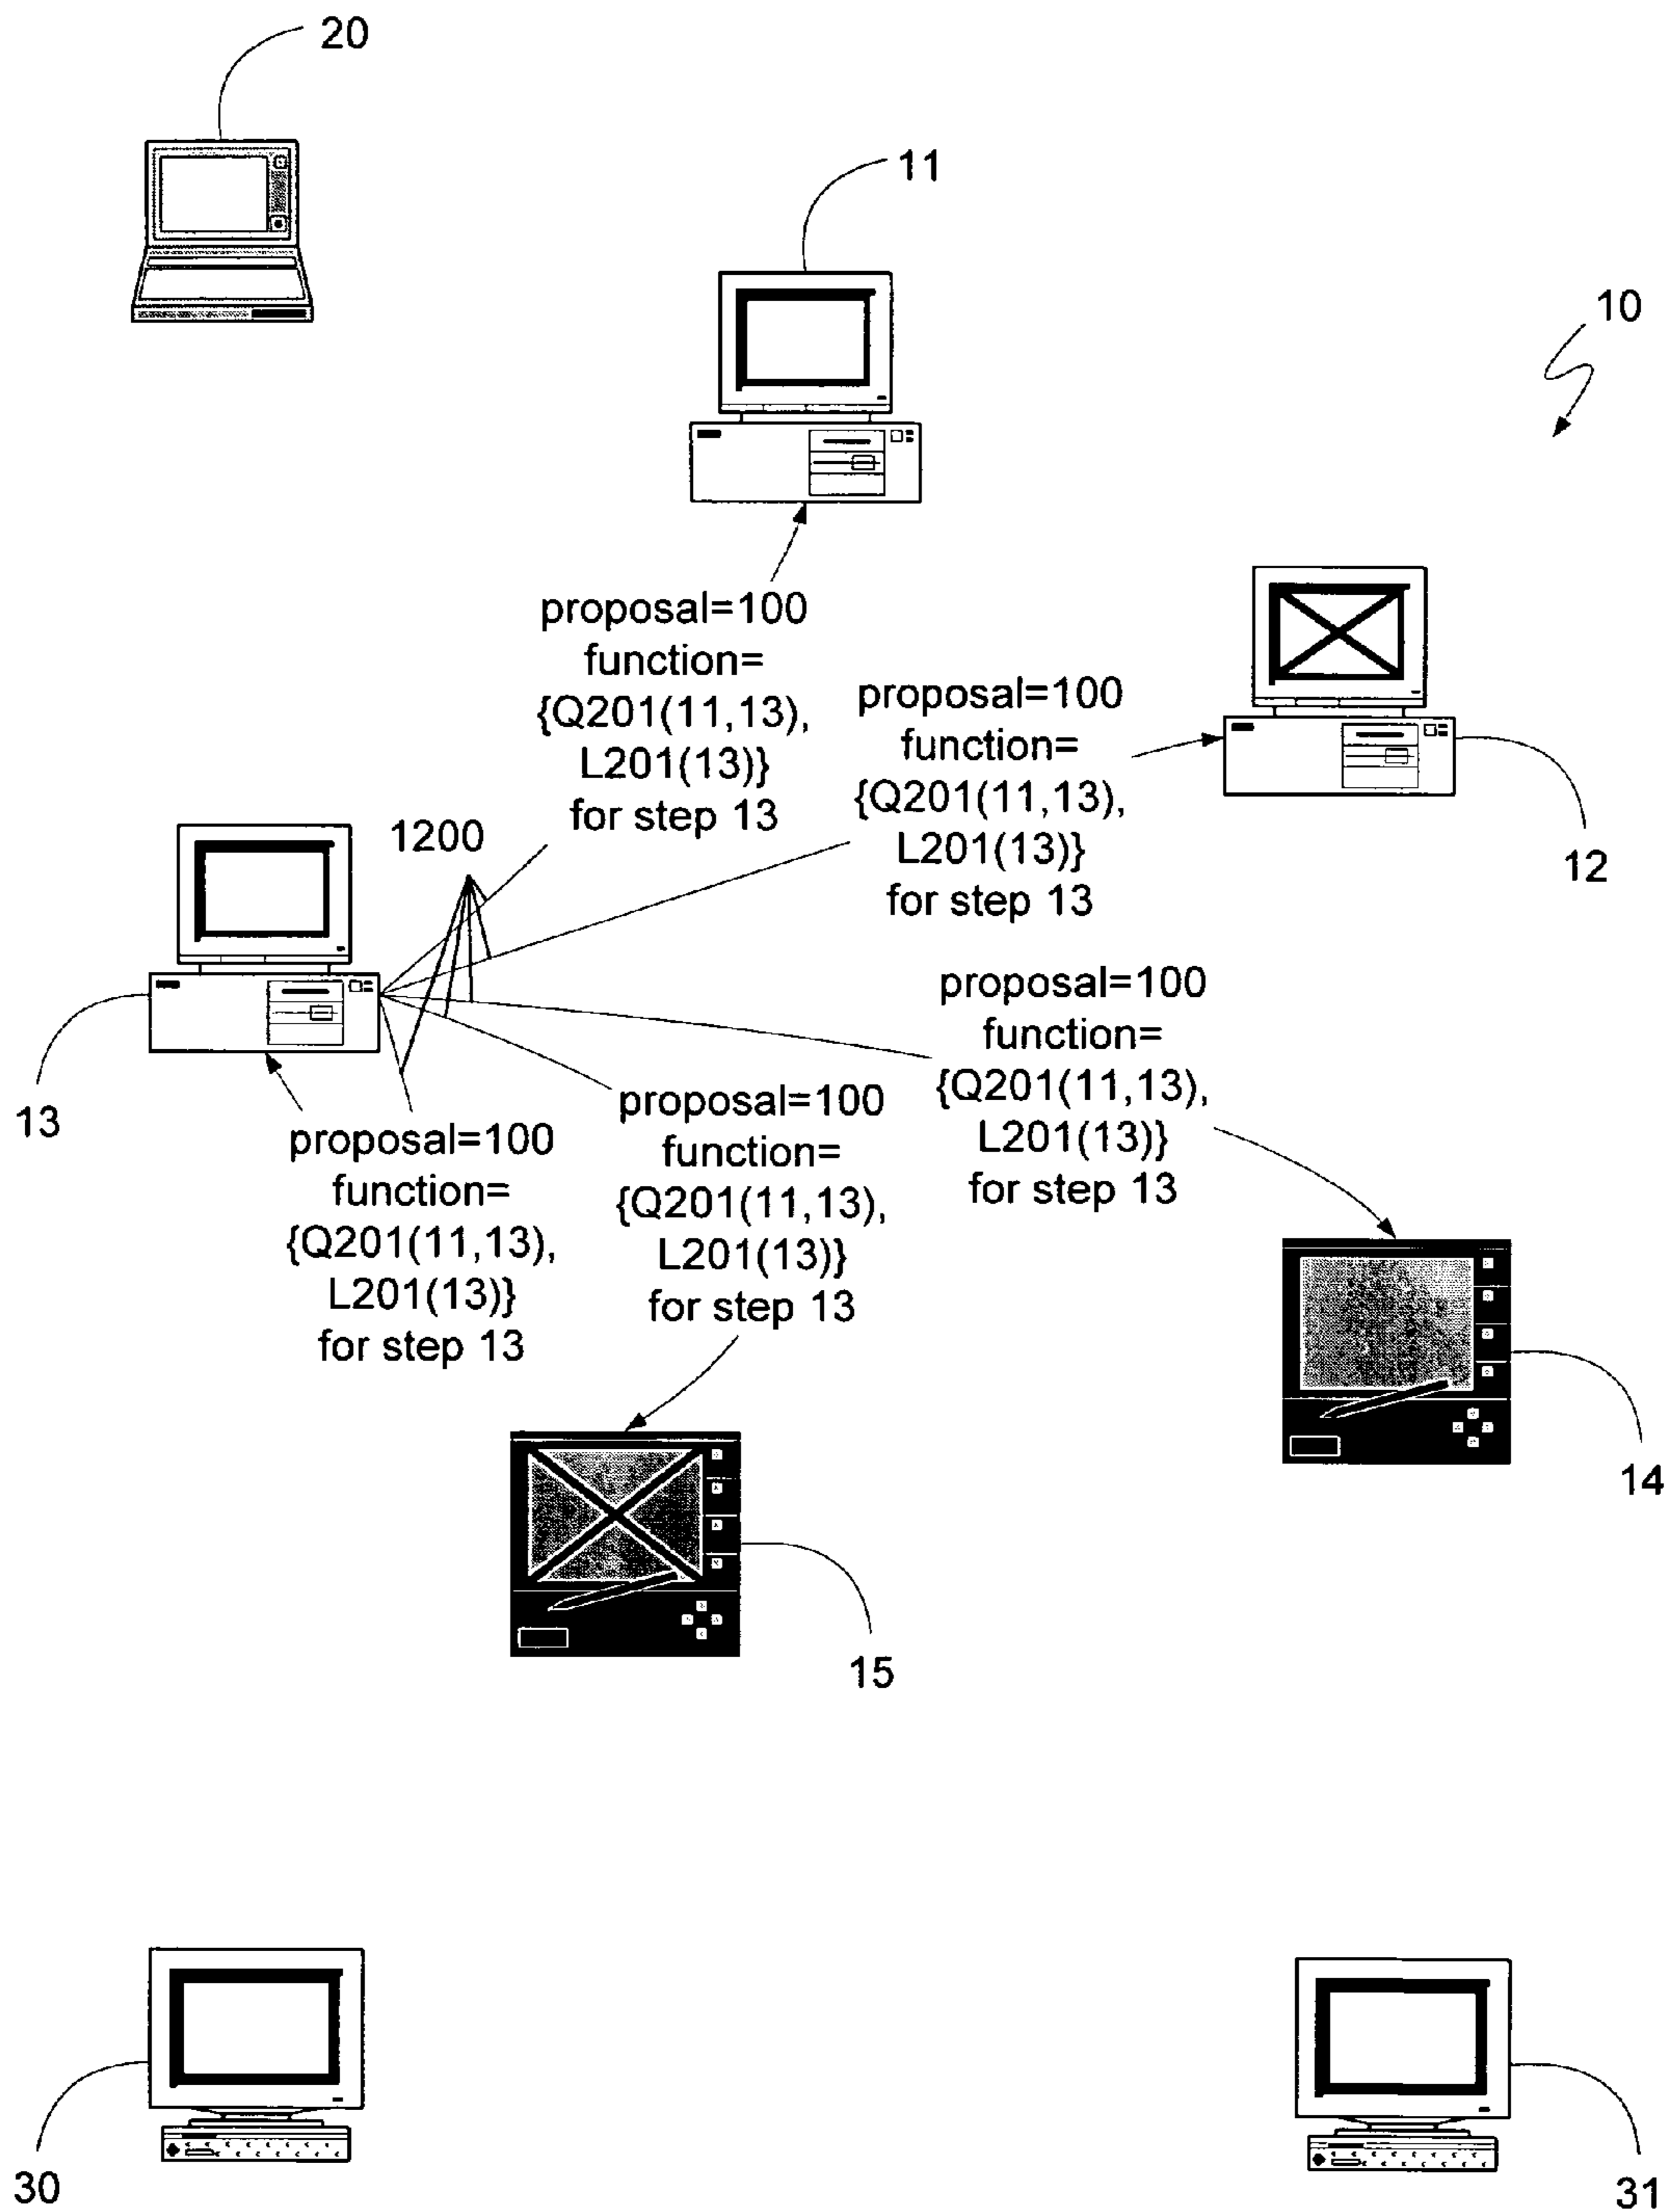 20
11
10
proposal=100
function=
{Q201(11,13),
L201(13)}
for step 13
proposal=100
function=
{Q201(11,13),
L201(13)}
for step 13
12
1200
13
proposal=100
function=
{Q201(11,13),
L201(13)}
for step 13
proposal=100
function=
{Q201(11,13),
L201(13)}
for step 13
proposal=100
function=
{Q201(11,13),
L201(13)}
for step 13
14
15
30
31